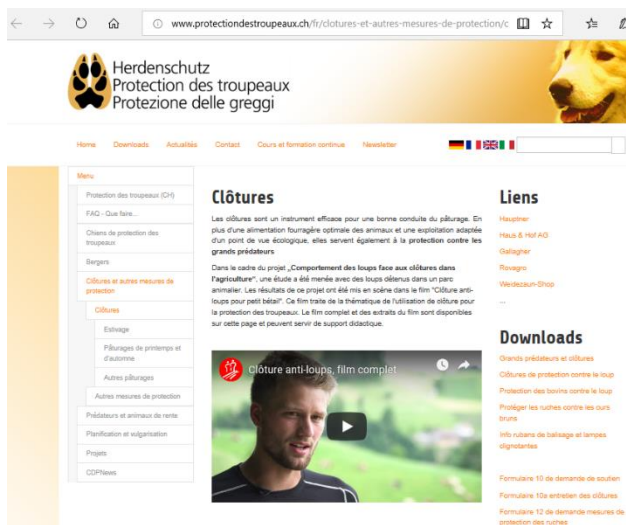 www.protectiondestroupeaux.ch/fr/clotures-et-autres-mesures-de-protection/c
Herdenschutz
Protection des troupeaux
Protezione delle greggi
Home Downloads Actualités Contact Cours et formation continue Newsletter
Menu
Protection des troupeaux (CH)
FAQ - Que faire...
Chiens de protection des
troupeaux
Bergers
Clôtures et autres mesures de
protection
Clôtures
Estivage
Pâturages de printemps et
d'automne
Autres pâturages
Autres mesures de protection
Prédateurs et animaux de rente
Planification et vulgarisation
Projets
CDPNews
Clôtures
Les clôtures sont un instrument efficace pour une bonne conduite du pâturage. En
plus d'une alimentation fourragère optimale des animaux et une exploitation adaptée
d'un point de vue écologique, elles servent également à la protection contre les
grands prédateurs
Dans le cadre du projet „Comportement des loups face aux clôtures dans
l'agriculture", une étude a été menée avec des loups détenus dans un parc
animalier. Les résultats de ce projet ont été mis en scène dans le film "Clôture anti-
loups pour petit bétail". Ce film traite de la thématique de l'utilisation de clôture pour
la protection des troupeaux. Le film complet et des extraits du film sont disponibles
sur cette page et peuvent servir de support didactique.
Clôture anti-loups, film complet
Liens
Hauptner
Haus & Hof AG
Gallagher
Rovagro
Weidezaun-Shop
...
Downloads
Grands prédateurs et clôtures
Clôtures de protection contre le loup
Protection des bovins contre le loup
Protéger les ruches contre les ours
bruns
Info rubans de balisage et lampes
clignotantes
Formulaire 10 de demande de soutien
Formulaire 10a entretien des clôtures
Formulaire 12 de demande mesures de
protection des ruches